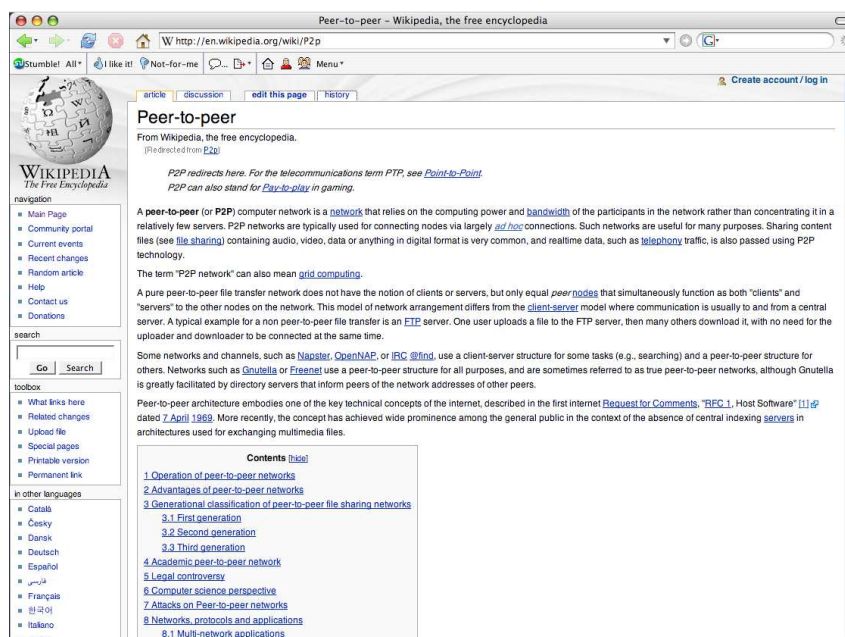 Peer-to-peer – Wikipedia, the free encyclopedia
W http://en.wikipedia.org/wiki/P2p
G
Stumble! All I like it! Not-for-me Menu
Create account / log in
article discussion edit this page history
WIKIPEDIA
The Free Encyclopedia
navigation
Main Page
Community portal
Current events
Recent changes
Random article
Help
Contact us
Donations
search
Go Search
toolbox
What links here
Related changes
Upload file
Special pages
Printable version
Permanent link
in other languages
Català
Česky
Dansk
Deutsch
Español
فارسی
Français
한국어
Italiano
Peer-to-peer
From Wikipedia, the free encyclopedia.
(Redirected from P2p)
P2P redirects here. For the telecommunications term PTP, see Point-to-Point.
P2P can also stand for Pay-to-play in gaming.
A peer-to-peer (or P2P) computer network is a network that relies on the computing power and bandwidth of the participants in the network rather than concentrating it in a
relatively few servers. P2P networks are typically used for connecting nodes via largely ad hoc connections. Such networks are useful for many purposes. Sharing content
files (see file sharing) containing audio, video, data or anything in digital format is very common, and realtime data, such as telephony traffic, is also passed using P2P
technology.
The term "P2P network" can also mean grid computing.
A pure peer-to-peer file transfer network does not have the notion of clients or servers, but only equal peer nodes that simultaneously function as both "clients" and
"servers" to the other nodes on the network. This model of network arrangement differs from the client-server model where communication is usually to and from a central
server. A typical example for a non peer-to-peer file transfer is an FTP server. One user uploads a file to the FTP server, then many others download it, with no need for the
uploader and downloader to be connected at the same time.
Some networks and channels, such as Napster, OpenNAP, or IRC @find, use a client-server structure for some tasks (e.g., searching) and a peer-to-peer structure for
others. Networks such as Gnutella or Freenet use a peer-to-peer structure for all purposes, and are sometimes referred to as true peer-to-peer networks, although Gnutella
is greatly facilitated by directory servers that inform peers of the network addresses of other peers.
Peer-to-peer architecture embodies one of the key technical concepts of the internet, described in the first internet Request for Comments, "RFC 1, Host Software" [1]
dated 7 April 1969. More recently, the concept has achieved wide prominence among the general public in the context of the absence of central indexing servers in
architectures used for exchanging multimedia files.
Contents [hide]
1 Operation of peer-to-peer networks
2 Advantages of peer-to-peer networks
3 Generational classification of peer-to-peer file sharing networks
3.1 First generation
3.2 Second generation
3.3 Third generation
4 Academic peer-to-peer network
5 Legal controversy
6 Computer science perspective
7 Attacks on Peer-to-peer networks
8 Networks, protocols and applications
8.1 Multi-network applications